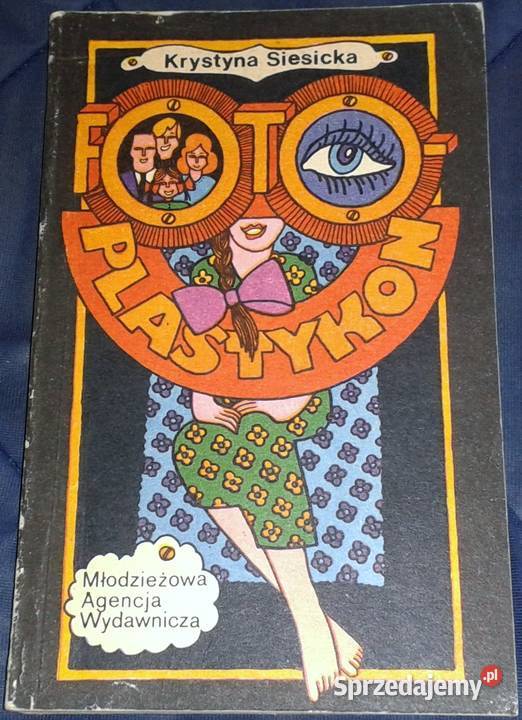 Krystyna Siesicka
FOTO-
PLASTYKON
Młodzieżowa
Agencja
Wydawnicza
Sprzedajemy.pl